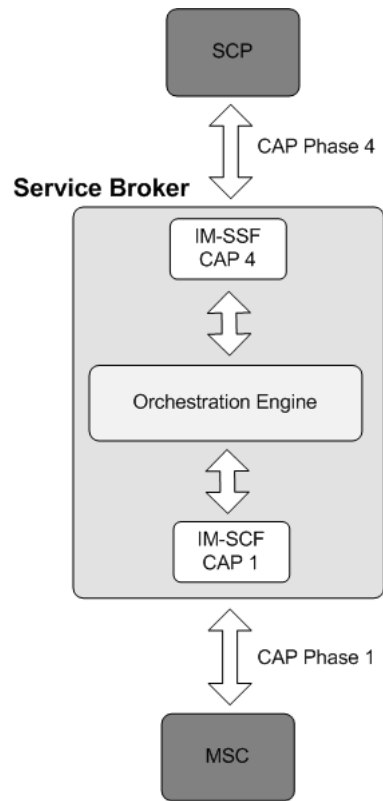 SCP
CAP Phase 4
Service Broker
IM-SSF
CAP 4
Orchestration Engine
IM-SCF
CAP 1
CAP Phase 1
MSC